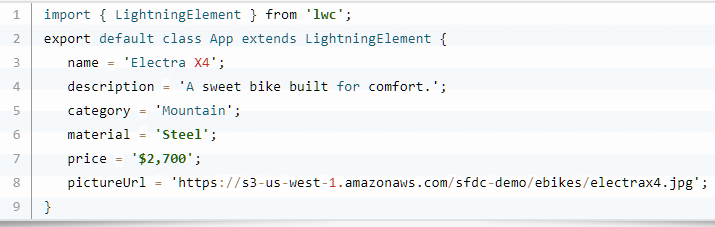 1 import { LightningElement } from 'lwc';
2 export default class App extends LightningElement {
3 name = 'Electra X4';
4 description = 'A sweet bike built for comfort.';
5 category = 'Mountain';
6 material = 'Steel';
7 price = '$2,700';
8 pictureUrl = 'https://s3-us-west-1.amazonaws.com/sfdc-demo/ebikes/electrax4.jpg';
9 }